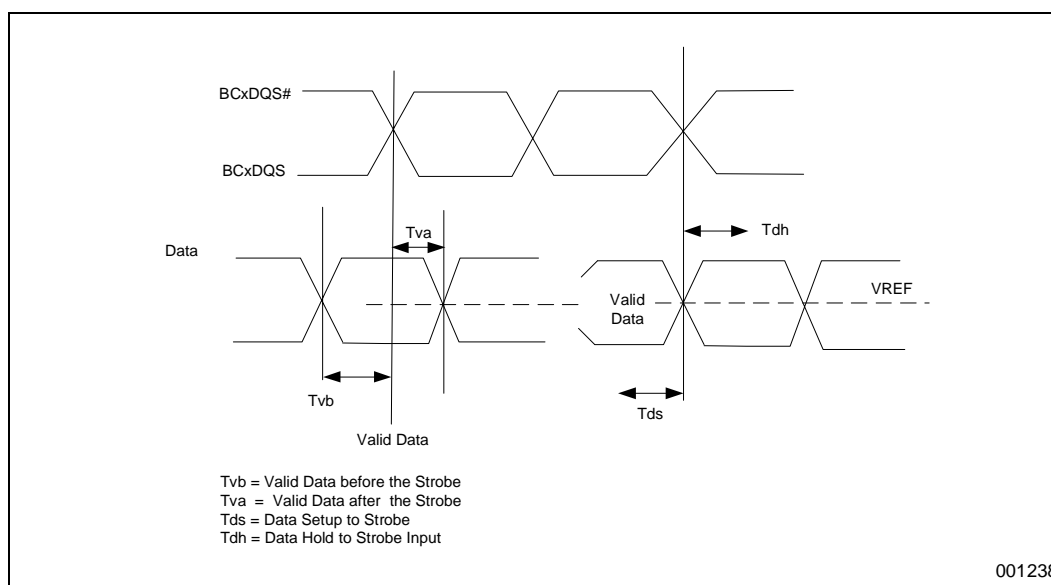 BCxDQS#
BCxDQS
Tva
Tdh
Data
VREF
Valid
Data
Tvb
Tds
Valid Data
Tvb = Valid Data before the Strobe
Tva = Valid Data after the Strobe
Tds = Data Setup to Strobe
Tdh = Data Hold to Strobe Input
001238